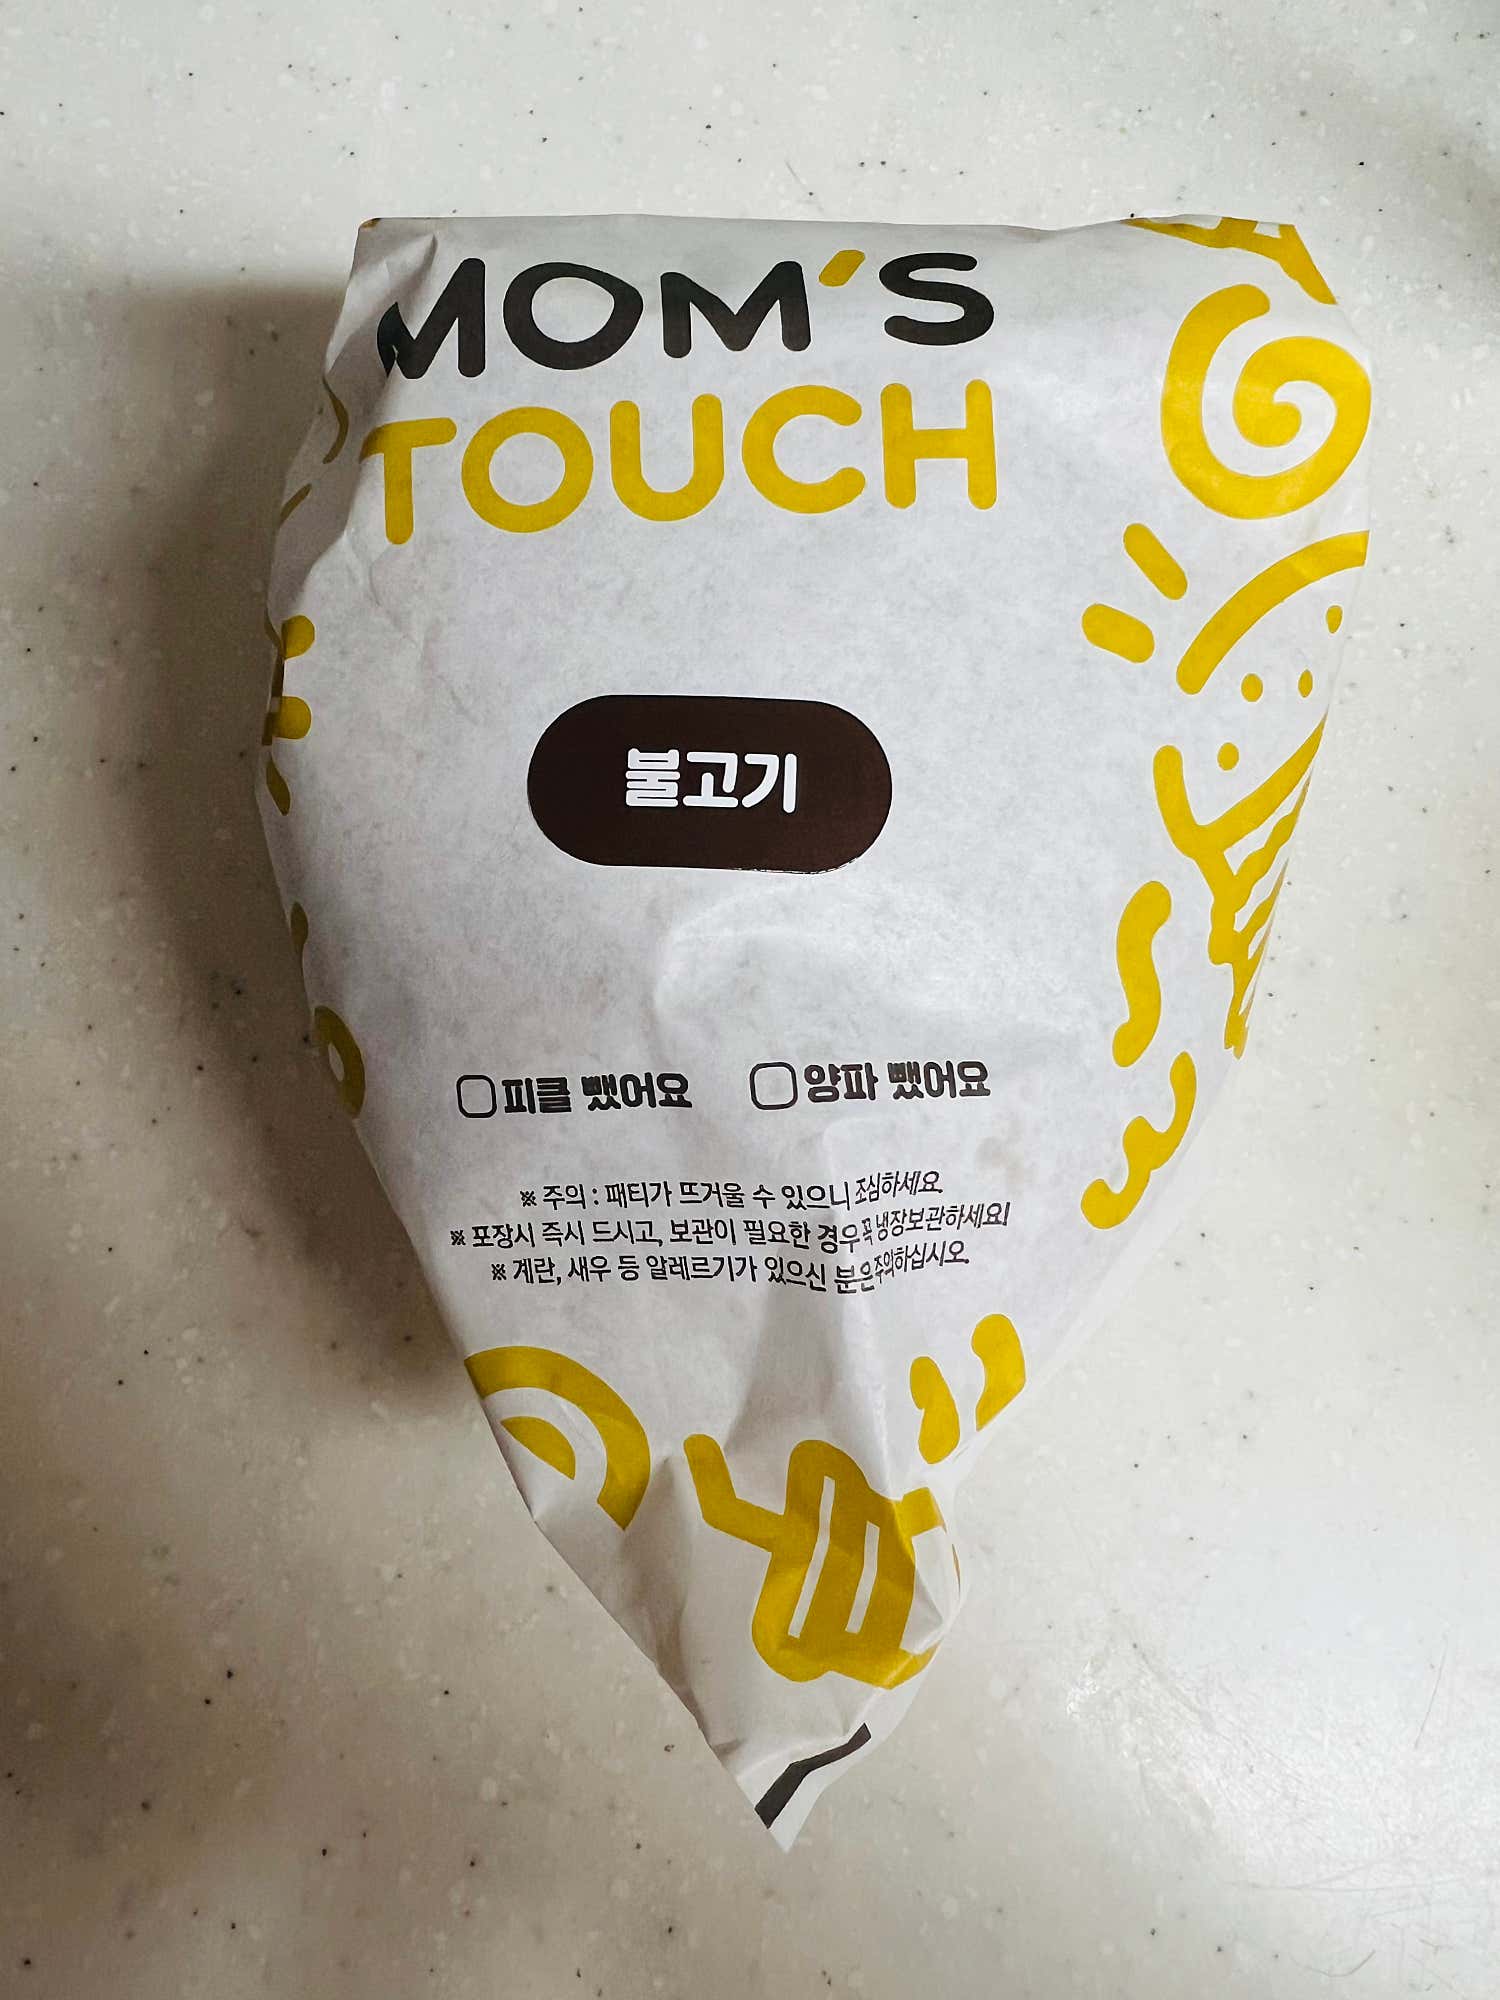 MOM'S
TOUCH
불고기
피클 뺐어요 양파 뺐어요
※ 주의 : 패티가 뜨거울 수 있으니 조심하세요.
※ 포장시 즉시 드시고, 보관이 필요한 경우 꼭 냉장보관하세요!
※ 계란, 새우 등 알레르기가 있으신 분은 주의하십시오.